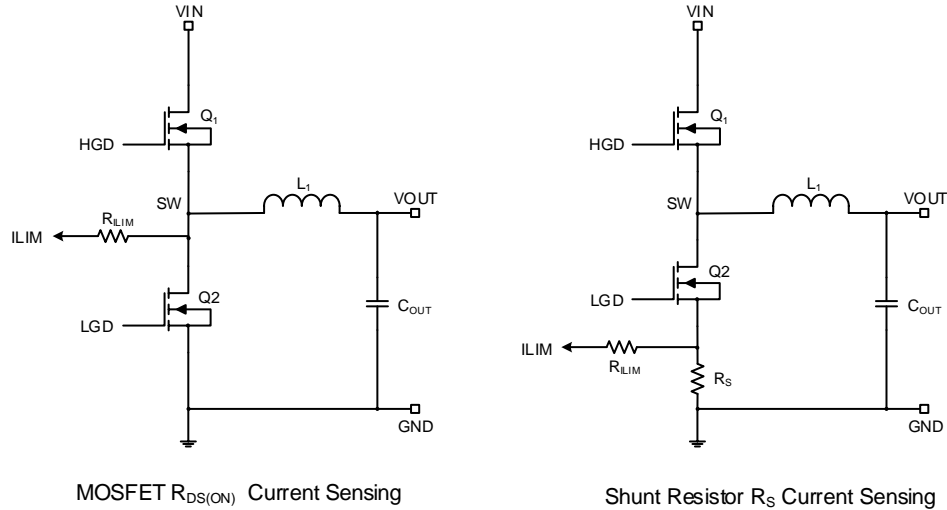 VIN
Q1
HGD
L1
VOUT
SW
RILIM
ILIM
Q2
LGD
COUT
GND
MOSFET RDS(ON) Current Sensing
VIN
Q1
HGD
L1
VOUT
SW
Q2
LGD
COUT
ILIM
RILIM
RS
GND
Shunt Resistor RS Current Sensing